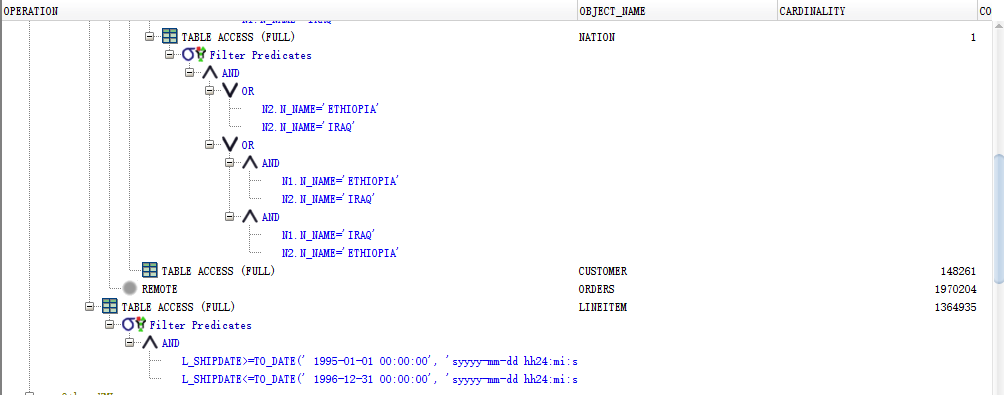 OPERATION OBJECT_NAME CARDINALITY CO
TABLE ACCESS (FULL) NATION 1
Filter Predicates
AND
OR
N2.N_NAME='ETHIOPIA'
N2.N_NAME='IRAQ'
OR
AND
N1.N_NAME='ETHIOPIA'
N2.N_NAME='IRAQ'
AND
N1.N_NAME='IRAQ'
N2.N_NAME='ETHIOPIA'
TABLE ACCESS (FULL) CUSTOMER 148261
REMOTE ORDERS 1970204
TABLE ACCESS (FULL) LINEITEM 1364935
Filter Predicates
AND
L_SHIPDATE>=TO_DATE(' 1995-01-01 00:00:00', 'syyyy-mm-dd hh24:mi:s
L_SHIPDATE<=TO_DATE(' 1996-12-31 00:00:00', 'syyyy-mm-dd hh24:mi:s